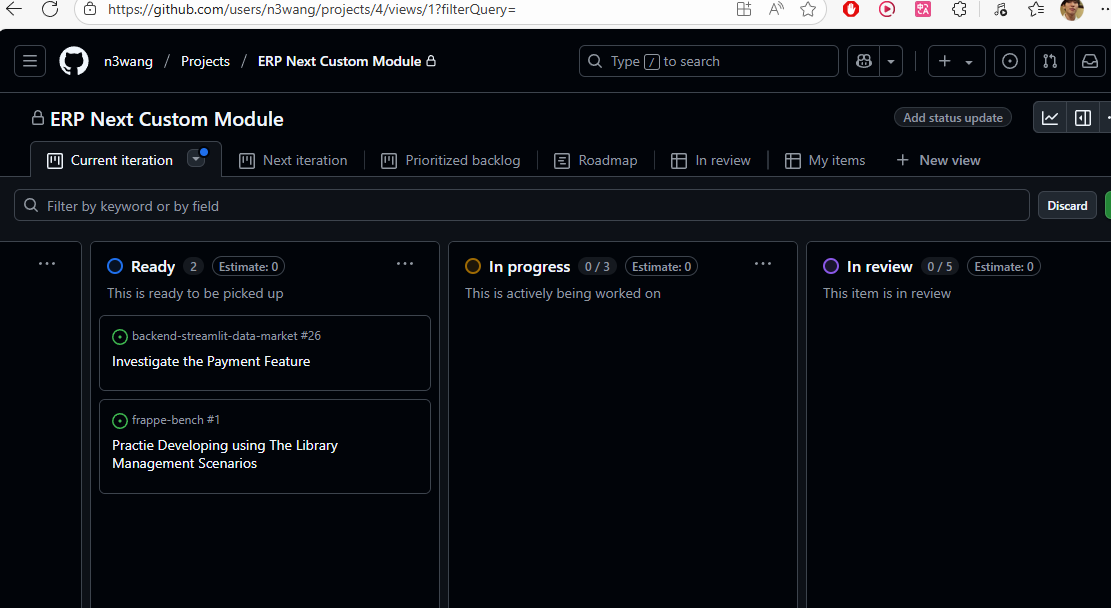 https://github.com/users/n3wang/projects/4/views/1?filterQuery=
n3wang / Projects / ERP Next Custom Module
Type / to search
ERP Next Custom Module
Add status update
Current iteration
Next iteration
Prioritized backlog
Roadmap
In review
My items
+ New view
Filter by keyword or by field
Discard
Ready 2 Estimate: 0
This is ready to be picked up
backend-streamlit-data-market #26
Investigate the Payment Feature
frappe-bench #1
Practie Developing using The Library
Management Scenarios
In progress 0 / 3 Estimate: 0
This is actively being worked on
In review 0 / 5 Estimate: 0
This item is in review